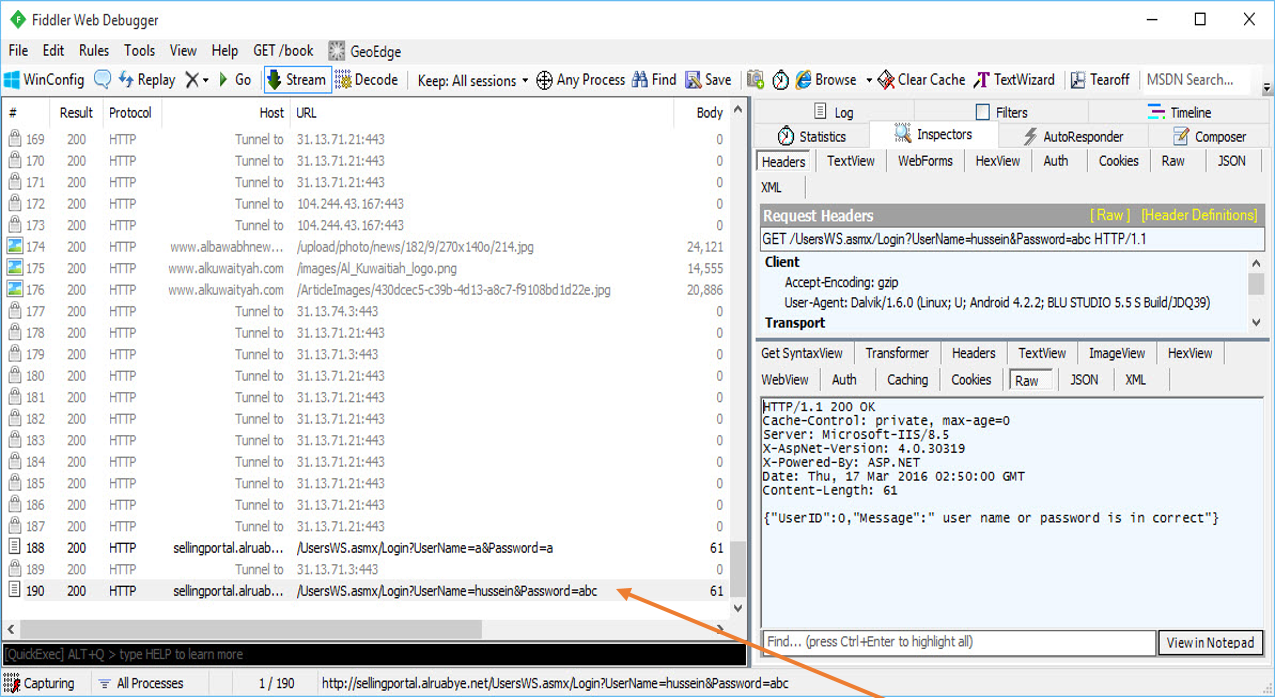 Fiddler Web Debugger
File Edit Rules Tools View Help GET /book GeoEdge
WinConfig Replay Go Stream Decode Keep: All sessions Any Process Find Save Browse Clear Cache TextWizard Tearoff MSDN Search...
# Result Protocol Host URL Body
169 200 HTTP Tunnel to 31.13.71.21:443 0
170 200 HTTP Tunnel to 31.13.71.21:443 0
171 200 HTTP Tunnel to 31.13.71.21:443 0
172 200 HTTP Tunnel to 104.244.43.167:443 0
173 200 HTTP Tunnel to 104.244.43.167:443 0
174 200 HTTP www.albawabhnew... /upload/photo/news/182/9/270x140o/214.jpg 24,121
175 200 HTTP www.alkuwaityah.com /images/Al_Kuwaitiah_logo.png 14,555
176 200 HTTP www.alkuwaityah.com /ArticleImages/430dcec5-c39b-4d13-a8c7-f9108bd1d22e.jpg 20,886
177 200 HTTP Tunnel to 31.13.74.3:443 0
178 200 HTTP Tunnel to 31.13.71.21:443 0
179 200 HTTP Tunnel to 31.13.71.3:443 0
180 200 HTTP Tunnel to 31.13.71.21:443 0
181 200 HTTP Tunnel to 31.13.71.21:443 0
182 200 HTTP Tunnel to 31.13.71.21:443 0
183 200 HTTP Tunnel to 31.13.71.21:443 0
184 200 HTTP Tunnel to 31.13.71.21:443 0
185 200 HTTP Tunnel to 31.13.71.21:443 0
186 200 HTTP Tunnel to 31.13.71.21:443 0
187 200 HTTP Tunnel to 31.13.71.21:443 0
188 200 HTTP sellingportal.alruab... /UsersWS.asmx/Login?UserName=a&Password=a 61
189 200 HTTP Tunnel to 31.13.71.3:443 0
190 200 HTTP sellingportal.alruab... /UsersWS.asmx/Login?UserName=hussein&Password=abc 61
[QuickExec] ALT+Q > type HELP to learn more
Log Filters Timeline
Statistics Inspectors AutoResponder Composer
Headers TextView WebForms HexView Auth Cookies Raw JSON
XML
Request Headers [ Raw ] [Header Definitions]
GET /UsersWS.asmx/Login?UserName=hussein&Password=abc HTTP/1.1
Client
Accept-Encoding: gzip
User-Agent: Dalvik/1.6.0 (Linux; U; Android 4.2.2; BLU STUDIO 5.5 S Build/JDQ39)
Transport
Get SyntaxView Transformer Headers TextView ImageView HexView
WebView Auth Caching Cookies Raw JSON XML
HTTP/1.1 200 OK
Cache-Control: private, max-age=0
Server: Microsoft-IIS/8.5
X-AspNet-Version: 4.0.30319
X-Powered-By: ASP.NET
Date: Thu, 17 Mar 2016 02:50:00 GMT
Content-Length: 61
{"UserID":0,"Message":" user name or password is in correct"}
Find... (press Ctrl+Enter to highlight all) View in Notepad
Capturing All Processes 1 / 190 http://sellingportal.alruabye.net/UsersWS.asmx/Login?UserName=hussein&Password=abc